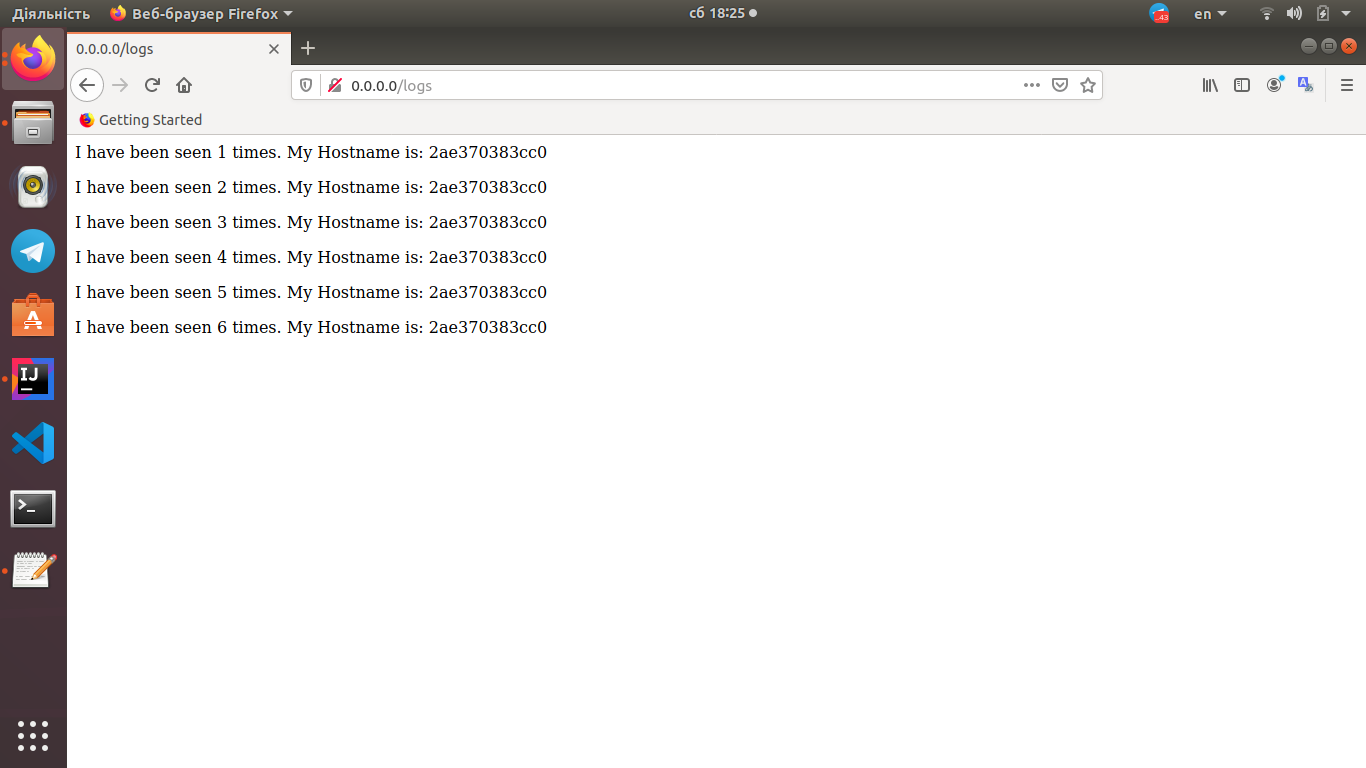 Діяльність Веб-браузер Firefox сб 18:25 43 en
0.0.0.0/logs
0.0.0.0/logs
Getting Started
I have been seen 1 times. My Hostname is: 2ae370383cc0
I have been seen 2 times. My Hostname is: 2ae370383cc0
I have been seen 3 times. My Hostname is: 2ae370383cc0
I have been seen 4 times. My Hostname is: 2ae370383cc0
I have been seen 5 times. My Hostname is: 2ae370383cc0
I have been seen 6 times. My Hostname is: 2ae370383cc0
IJ